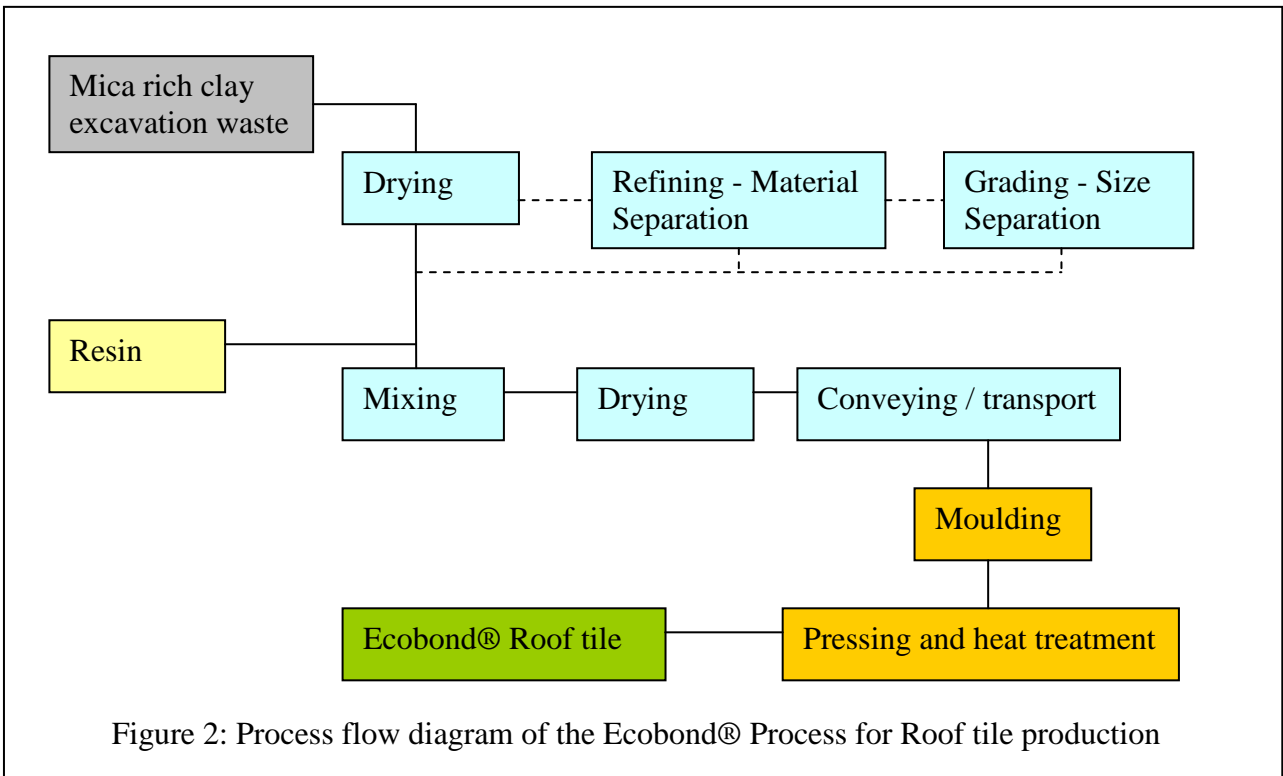 Mica rich clay
excavation waste
Drying
Refining - Material
Separation
Grading - Size
Separation
Resin
Mixing
Drying
Conveying / transport
Moulding
Ecobond® Roof tile
Pressing and heat treatment
Figure 2: Process flow diagram of the Ecobond® Process for Roof tile production